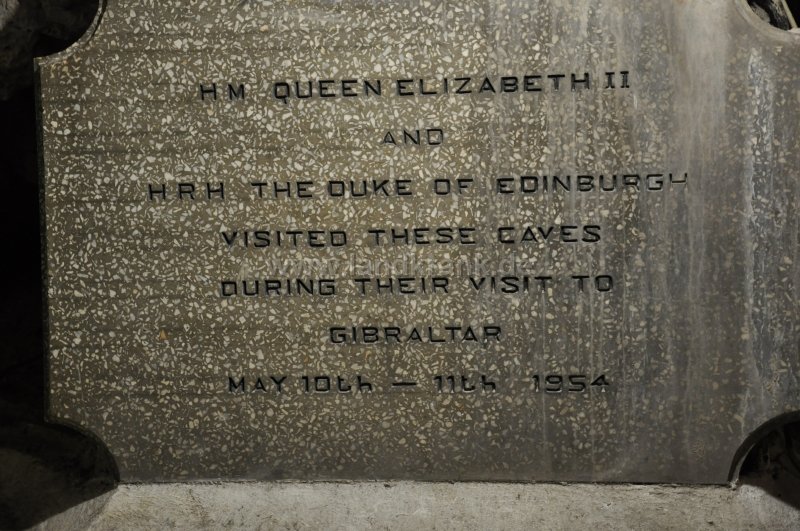 HM QUEEN ELIZABETH II
AND
H.R.H THE DUKE OF EDINBURGH
VISITED THESE CAVES
DURING THEIR VISIT TO
GIBRALTAR
MAY 10th — 11th 1954